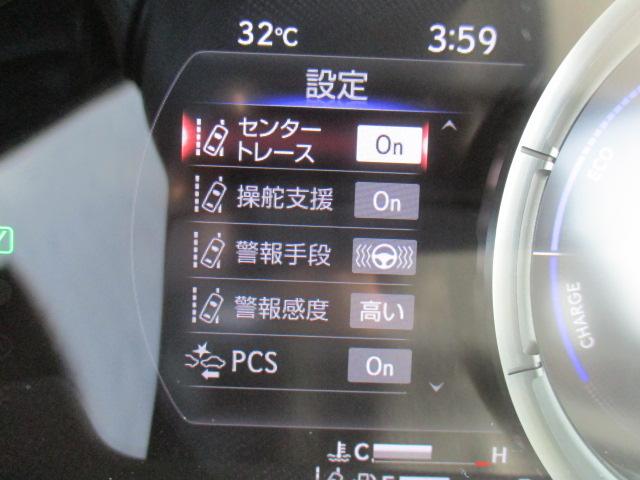 32℃
3:59
設定
センター
トレース
On
操舵支援
On
警報手段
警報感度
高い
PCS
On
ECO
CHARGE
C
H